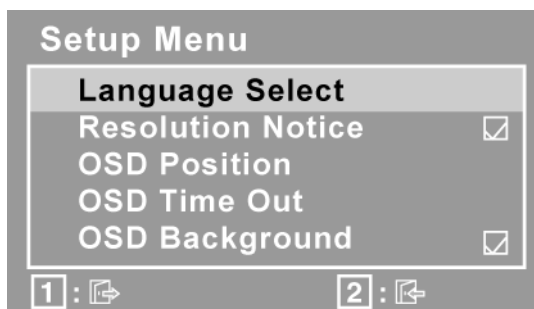 Setup Menu
Language Select
Resolution Notice
OSD Position
OSD Time Out
OSD Background
1 : 2 :